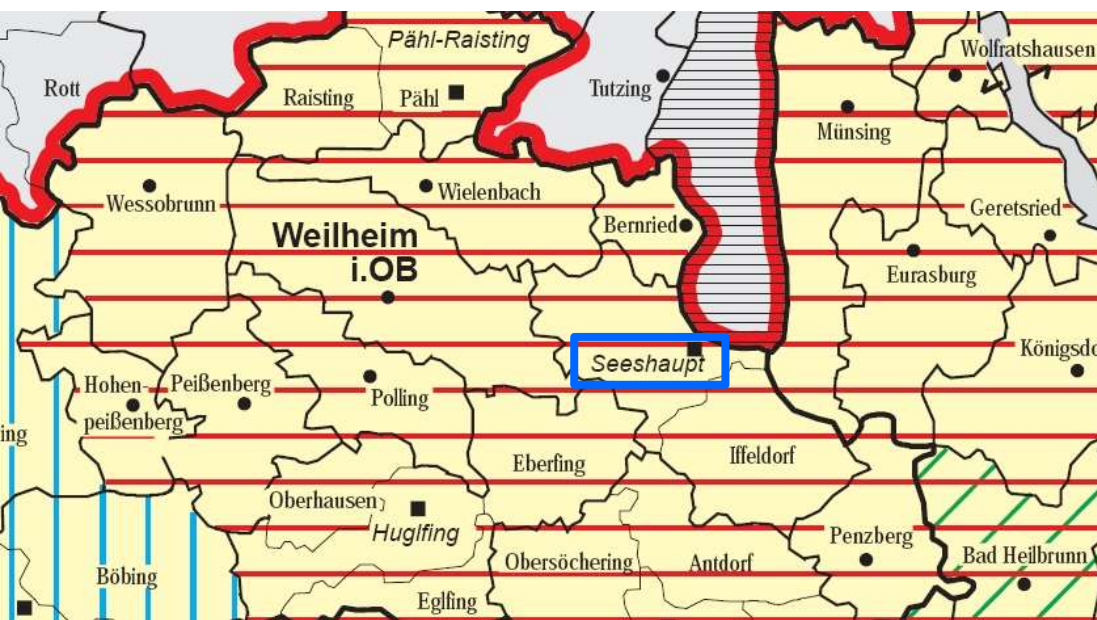 Pähl-Raisting
Wolfratshausen
Rott
Tutzing
Raisting
Pähl
Münsing
Wessobrunn
Wielenbach
Geretsried
Bernried
Weilheim
i.OB
Eurasburg
Seeshaupt
Hohen-
peißenberg
Peißenberg
Polling
Eberfing
Iffeldorf
Oberhausen
Huglfing
Penzberg
Obersöchering
Antdorf
Bad Heilbrunn
Böbing
Eglfing